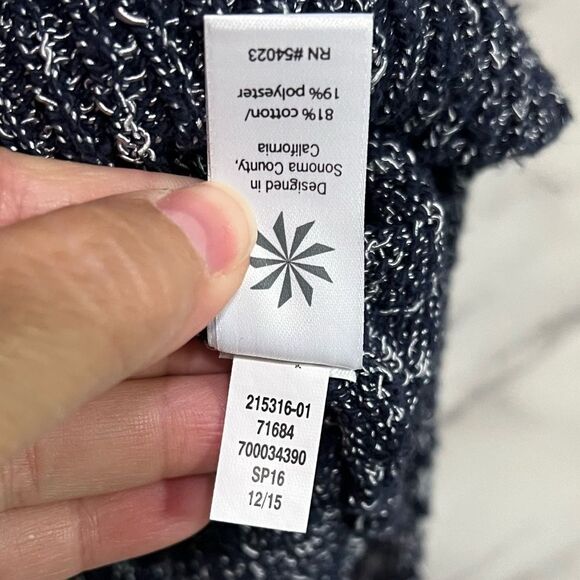 Designed in
Sonoma County,
California
81% cotton/
19% polyester
RN #54023
215316-01
71684
700034390
SP16
12/15